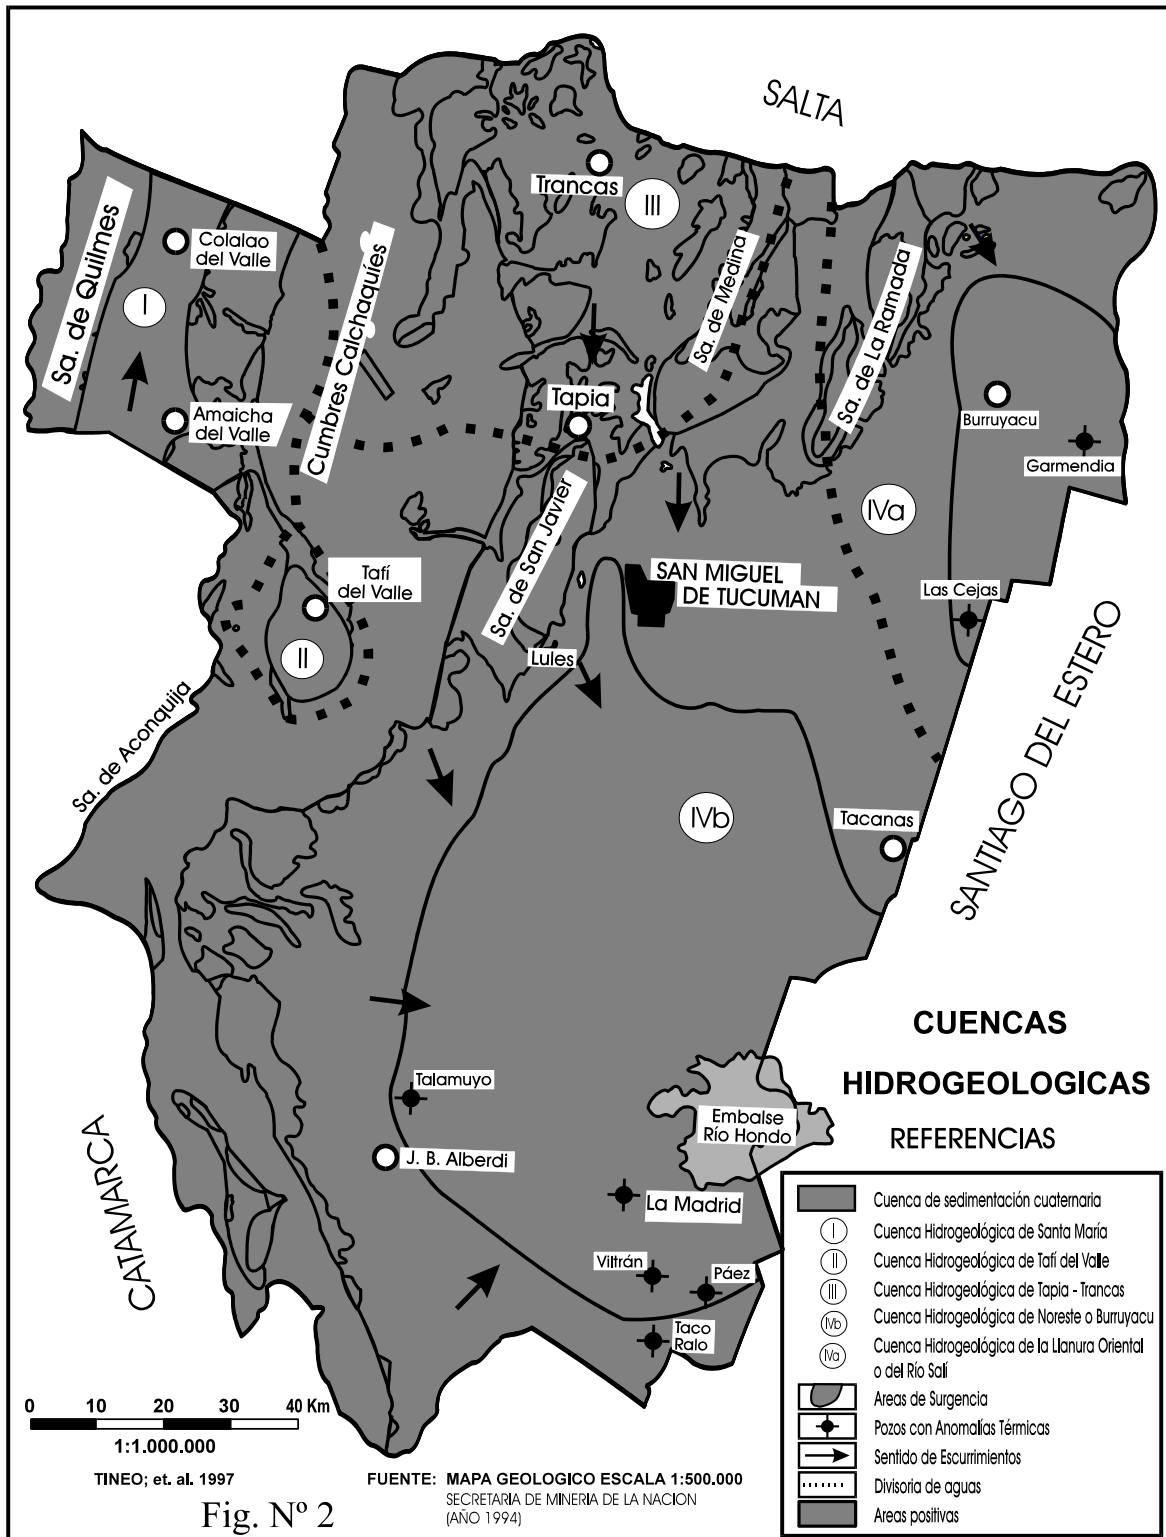 SALTA
Trancas
III
Sa. de Quilmes
Colalao
del Valle
I
Amaicha
del Valle
Cumbres Calchaquíes
Sa. de Medina
Sa. de La Ramada
Tapia
Burruyacu
Garmendia
IVa
Sa. de San Javier
SAN MIGUEL
DE TUCUMAN
Tafí
del Valle
II
Las Cejas
Lules
Sa. de Aconquija
SANTIAGO DEL ESTERO
IVb
Tacanas
CUENCAS
HIDROGEOLOGICAS
Talamuyo
Embalse
Río Hondo
J. B. Alberdi
La Madrid
CATAMARCA
Viltrán
Páez
Taco
Ralo
REFERENCIAS
Cuenca de sedimentación cuaternaria
I Cuenca Hidrogeológica de Santa María
II Cuenca Hidrogeológica de Tafí del Valle
III Cuenca Hidrogeológica de Tapia - Trancas
IVb Cuenca Hidrogeológica de Noreste o Burruyacu
IVa Cuenca Hidrogeológica de la Llanura Oriental
o del Río Salí
Areas de Surgencia
Pozos con Anomalías Térmicas
Sentido de Escurrimientos
Divisoria de aguas
Areas positivas
0 10 20 30 40 Km
1:1.000.000
TINEO; et. al. 1997
FUENTE: MAPA GEOLOGICO ESCALA 1:500.000
SECRETARIA DE MINERIA DE LA NACION
(AÑO 1994)
Fig. Nº 2